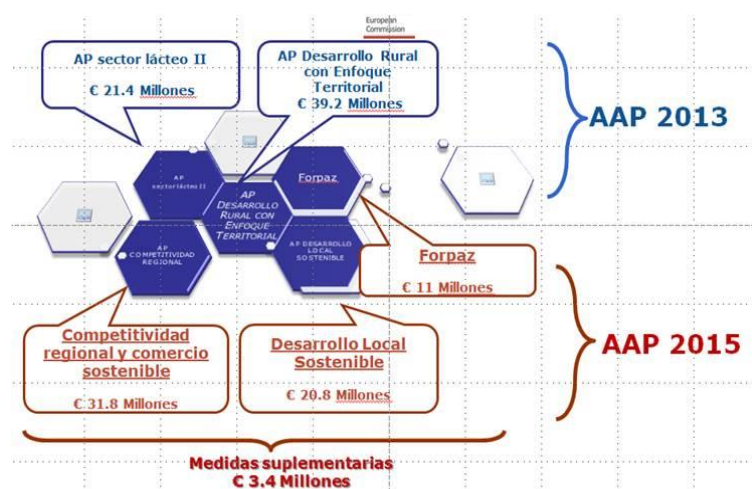 European
Commission
AP sector lácteo II
€ 21.4 Millones
AP Desarrollo Rural
con Enfoque
Territorial
€ 39.2 Millones
AAP 2013
AP
sector lácteo II
Forpaz
AP
DESARROLLO
RURAL CON
ENFOQUE
TERRITORIAL
AP
COMPETITIVIDAD
REGIONAL
AP DESARROLLO
LOCAL
SOSTENIBLE
Forpaz
€ 11 Millones
Competitividad
regional y comercio
sostenible
€ 31.8 Millones
Desarrollo Local
Sostenible
€ 20.8 Millones
AAP 2015
Medidas suplementarias
€ 3.4 Millones